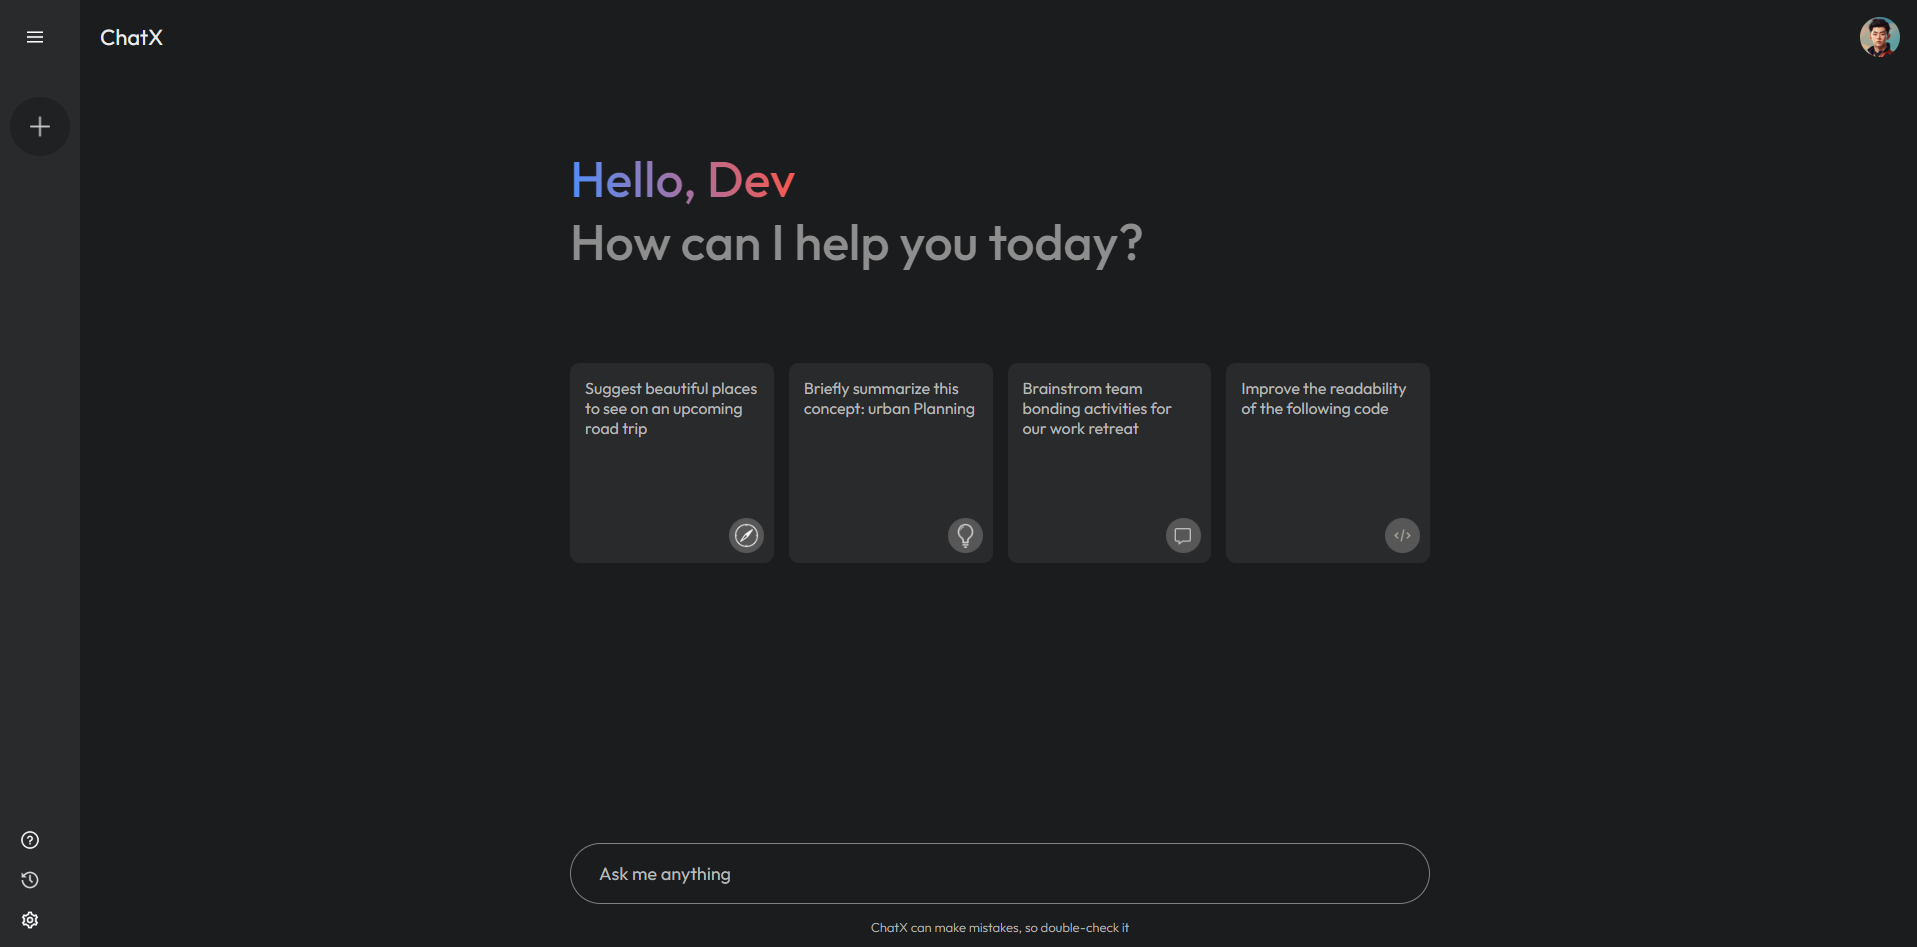 ChatX
Hello, Dev
How can I help you today?
Suggest beautiful places
to see on an upcoming
road trip
Briefly summarize this
concept: urban Planning
Brainstrom team
bonding activities for
our work retreat
Improve the readability
of the following code
Ask me anything
ChatX can make mistakes, so double-check it